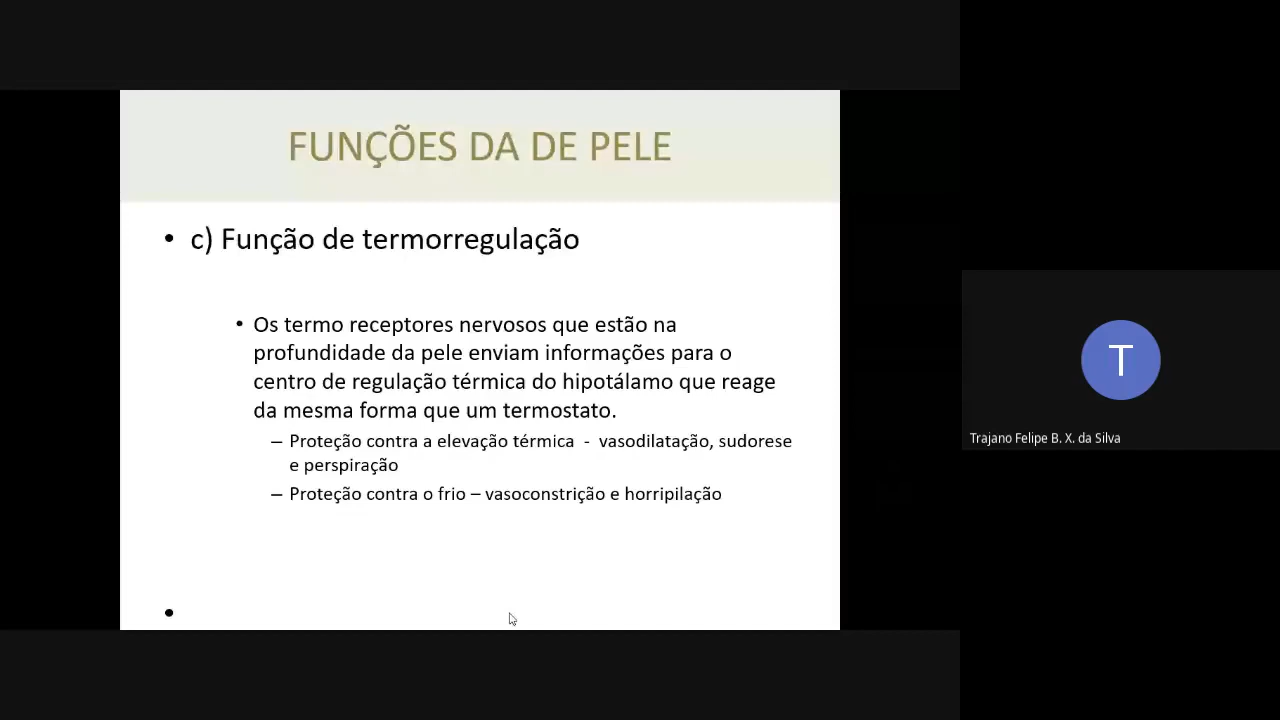 FUNÇÕES DA DE PELE
• c) Função de termorregulação
• Os termo receptores nervosos que estão na
profundidade da pele enviam informações para o
centro de regulação térmica do hipotálamo que reage
da mesma forma que um termostato.
– Proteção contra a elevação térmica - vasodilatação, sudorese
e perspiração
– Proteção contra o frio – vasoconstrição e horripilação
•
T
Trajano Felipe B. X. da Silva